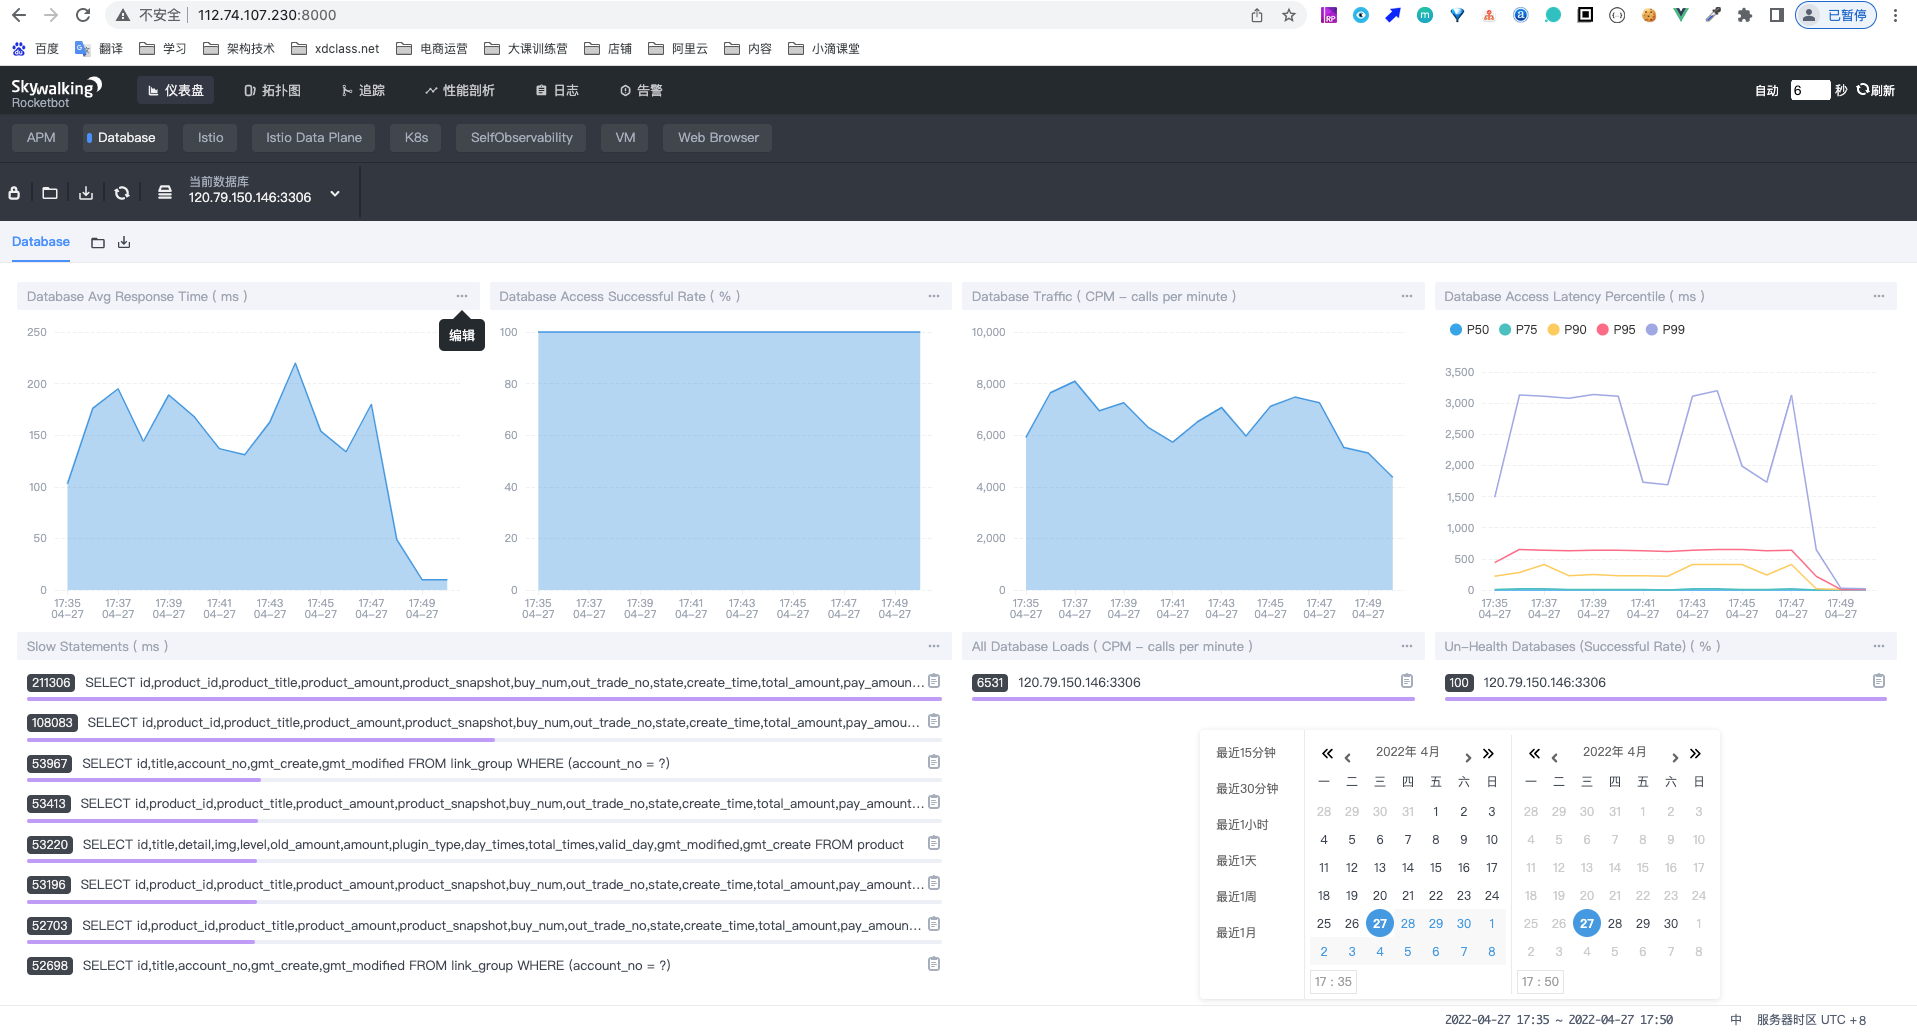 不安全 | 112.74.107.230:8000
已暂停
百度 翻译 学习 架构技术 xdclass.net 电商运营 大课训练营 店铺 阿里云 内容 小滴课堂
Skywalking
Rocketbot
仪表盘 拓扑图 追踪 性能剖析 日志 告警
自动 6 秒 刷新
APM Database Istio Istio Data Plane K8s SelfObservability VM Web Browser
当前数据库
120.79.150.146:3306
Database
Database Avg Response Time ( ms )
编辑
250
200
150
100
50
0
17:35 17:37 17:39 17:41 17:43 17:45 17:47 17:49
04-27 04-27 04-27 04-27 04-27 04-27 04-27 04-27
Database Access Successful Rate ( % )
100
80
60
40
20
0
17:35 17:37 17:39 17:41 17:43 17:45 17:47 17:49
04-27 04-27 04-27 04-27 04-27 04-27 04-27 04-27
Database Traffic ( CPM - calls per minute )
10,000
8,000
6,000
4,000
2,000
0
17:35 17:37 17:39 17:41 17:43 17:45 17:47 17:49
04-27 04-27 04-27 04-27 04-27 04-27 04-27 04-27
Database Access Latency Percentile ( ms )
P50 P75 P90 P95 P99
3,500
3,000
2,500
2,000
1,500
1,000
500
0
17:35 17:37 17:39 17:41 17:43 17:45 17:47 17:49
04-27 04-27 04-27 04-27 04-27 04-27 04-27 04-27
Slow Statements ( ms )
211306 SELECT id,product_id,product_title,product_amount,product_snapshot,buy_num,out_trade_no,state,create_time,total_amount,pay_amoun...
108083 SELECT id,product_id,product_title,product_amount,product_snapshot,buy_num,out_trade_no,state,create_time,total_amount,pay_amou...
53967 SELECT id,title,account_no,gmt_create,gmt_modified FROM link_group WHERE (account_no = ?)
53413 SELECT id,product_id,product_title,product_amount,product_snapshot,buy_num,out_trade_no,state,create_time,total_amount,pay_amount...
53220 SELECT id,title,detail,img,level,old_amount,amount,plugin_type,day_times,total_times,valid_day,gmt_modified,gmt_create FROM product
53196 SELECT id,product_id,product_title,product_amount,product_snapshot,buy_num,out_trade_no,state,create_time,total_amount,pay_amount...
52703 SELECT id,product_id,product_title,product_amount,product_snapshot,buy_num,out_trade_no,state,create_time,total_amount,pay_amoun...
52698 SELECT id,title,account_no,gmt_create,gmt_modified FROM link_group WHERE (account_no = ?)
All Database Loads ( CPM - calls per minute )
6531 120.79.150.146:3306
Un-Health Databases (Successful Rate) ( % )
100 120.79.150.146:3306
最近15分钟
最近30分钟
最近1小时
最近1天
最近1周
最近1月
2022年 4月
一 二 三 四 五 六 日
28 29 30 31 1 2 3
4 5 6 7 8 9 10
11 12 13 14 15 16 17
18 19 20 21 22 23 24
25 26 27 28 29 30 1
2 3 4 5 6 7 8
17 : 35
2022年 4月
一 二 三 四 五 六 日
28 29 30 31 1 2 3
4 5 6 7 8 9 10
11 12 13 14 15 16 17
18 19 20 21 22 23 24
25 26 27 28 29 30 1
2 3 4 5 6 7 8
17 : 50
2022-04-27 17:35 ~ 2022-04-27 17:50 中 服务器时区 UTC +8